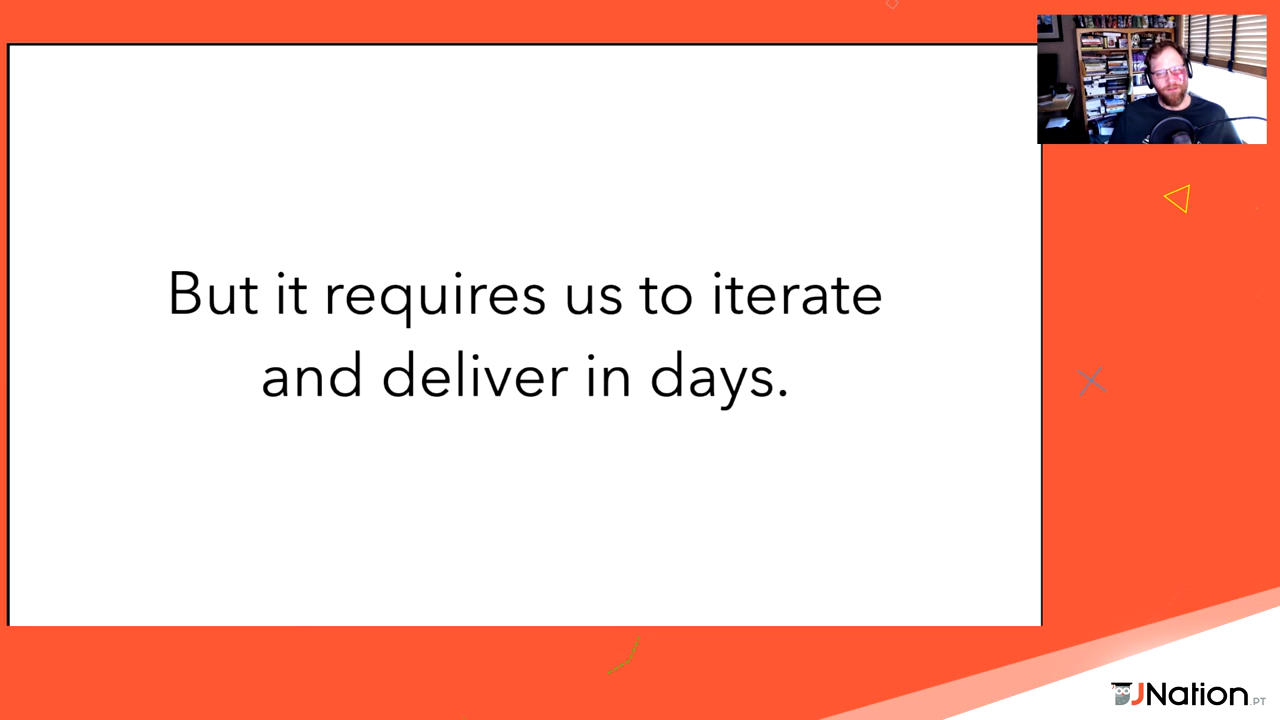 But it requires us to iterate
and deliver in days.
JNation.PT